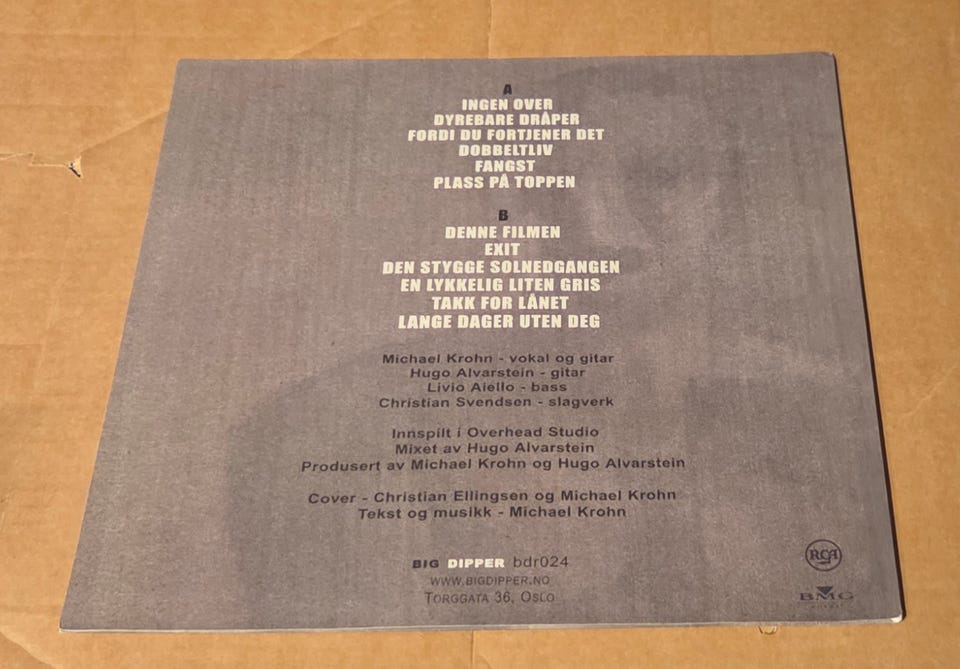 A
INGEN OVER
DYREBARE DRÅPER
FORDI DU FORTJENER DET
DOBBELTLIV
FANGST
PLASS PÅ TOPPEN
B
DENNE FILMEN
EXIT
DEN STYGGE SOLNEDGANGEN
EN LYKKELIG LITEN GRIS
TAKK FOR LÅNET
LANGE DAGER UTEN DEG
Michael Krohn - vokal og gitar
Hugo Alvarstein - gitar
Livio Aiello - bass
Christian Svendsen - slagverk
Innspilt i Overhead Studio
Mixet av Hugo Alvarstein
Produsert av Michael Krohn og Hugo Alvarstein
Cover - Christian Ellingsen og Michael Krohn
Tekst og musikk - Michael Krohn
BIG DIPPER bdr024
WWW.BIGDIPPER.NO
TORGGATA 36, OSLO
RCA
BMG